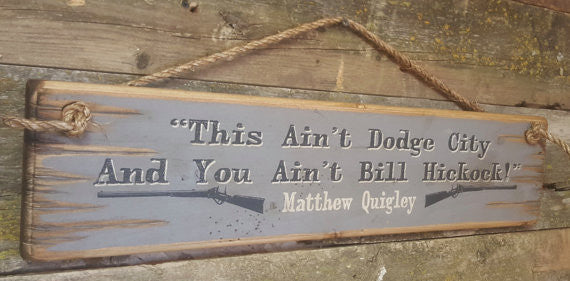 “This Ain't Dodge City
And You Ain't Bill Hickock!”
Matthew Quigley